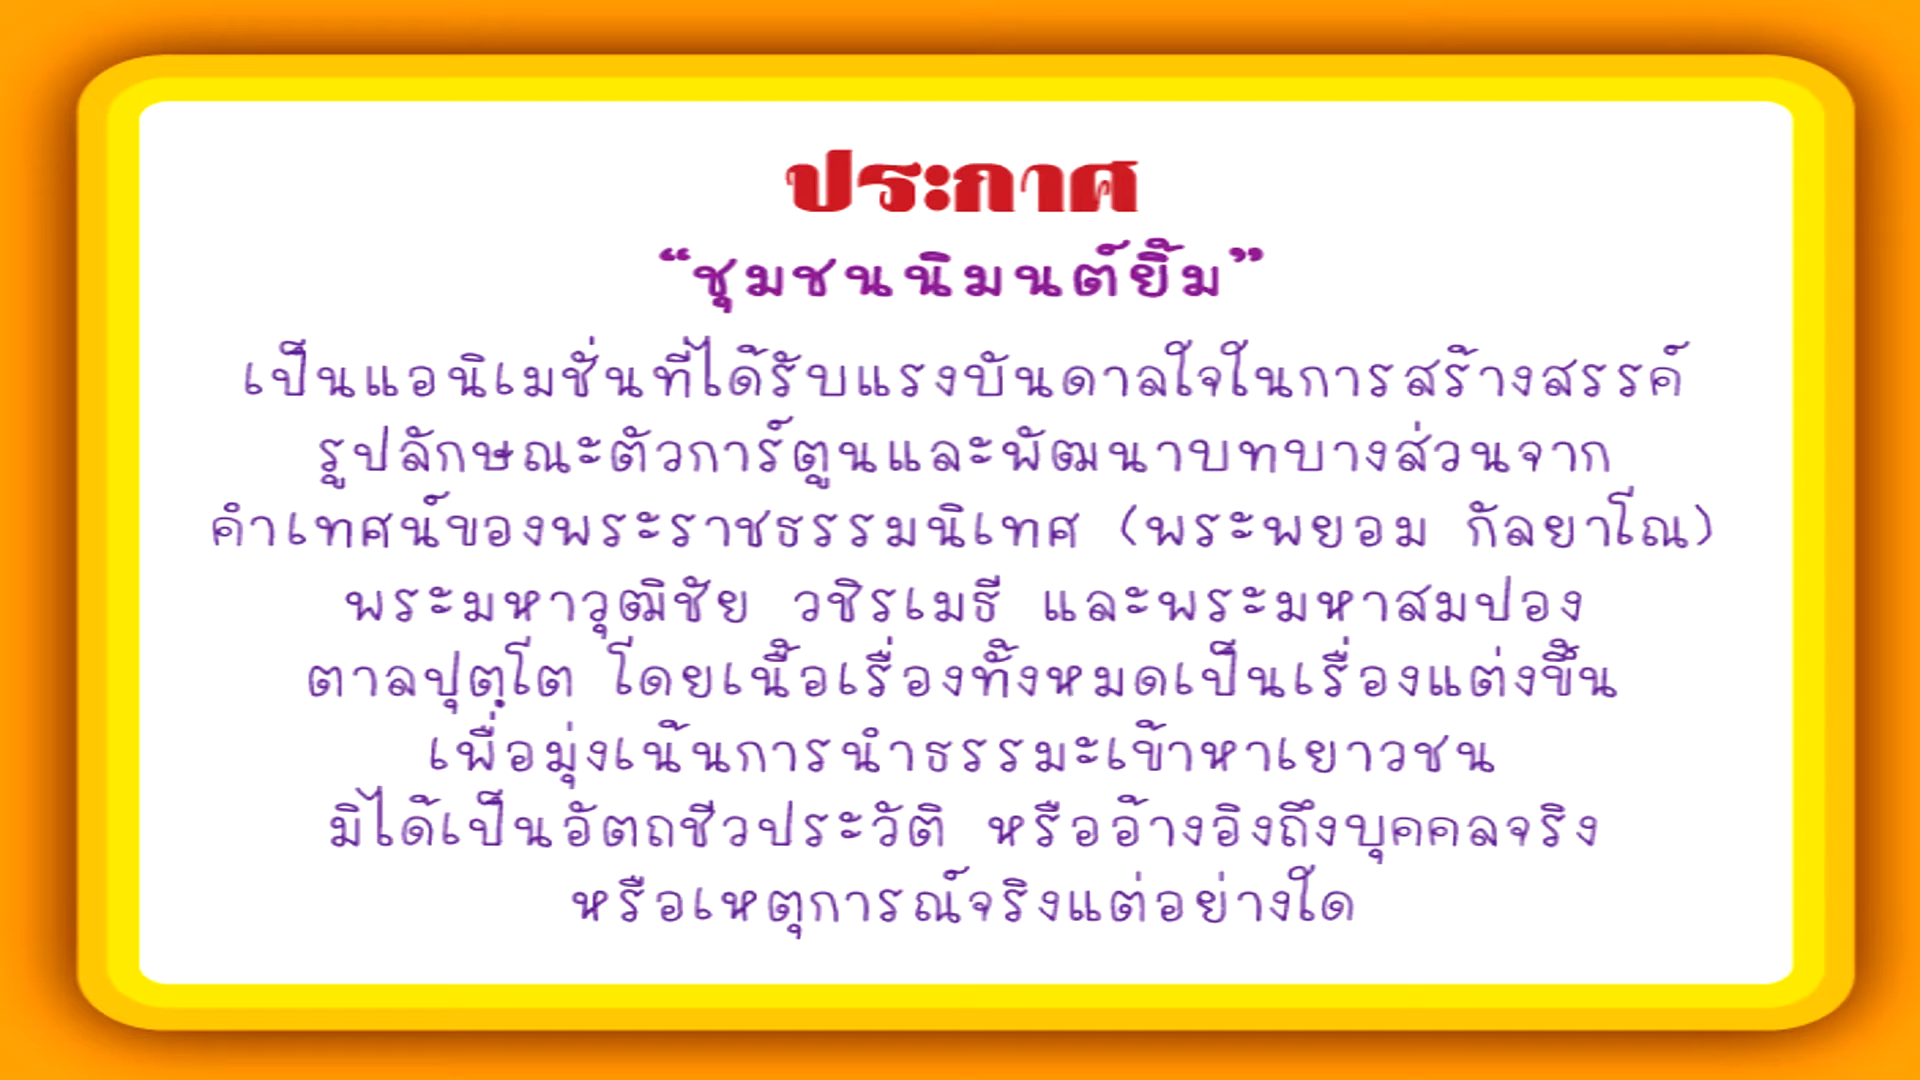 ประกาศ
“ชุมชนนิมนต์ยิ้ม”
เป็นแอนิเมชั่นที่ได้รับแรงบันดาลใจในการสร้างสรรค์
รูปลักษณะตัวการ์ตูนและพัฒนาบทบางส่วนจาก
คำเทศน์ของพระราชธรรมนิเทศ (พระพยอม กัลยาโณ)
พระมหาวุฒิชัย วชิรเมธี และพระมหาสมปอง
ตาลปุตฺโต โดยเนื้อเรื่องทั้งหมดเป็นเรื่องแต่งขึ้น
เพื่อมุ่งเน้นการนำธรรมะเข้าหาเยาวชน
มิได้เป็นอัตถชีวประวัติ หรืออ้างอิงถึงบุคคลจริง
หรือเหตุการณ์จริงแต่อย่างใด